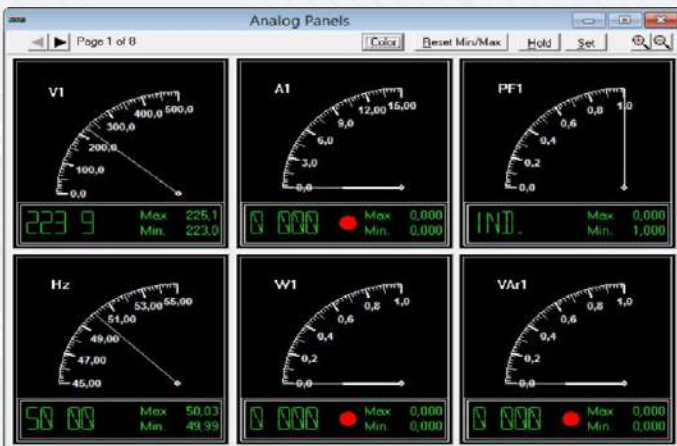 Analog Panels
Page 1 of 8 Color Reset Min/Max Hold Set
V1
0,0 100,0 200,0 300,0 400,0 500,0
223 9 Max 225,1
Min. 223,0
A1
0,0 3,0 6,0 9,0 12,00 15,00
0 000 Max 0,000
Min. 0,000
PF1
0,0 0,2 0,4 0,6 0,8 1,0
IND. Max 0,000
Min. 1,000
Hz
45,00 47,00 49,00 51,00 53,00 55,00
50 00 Max 50,03
Min. 49,99
W1
0,0 0,2 0,4 0,6 0,8 1,0
0 000 Max 0,000
Min. 0,000
VAr1
0,0 0,2 0,4 0,6 0,8 1,0
0 000 Max 0,000
Min. 0,000